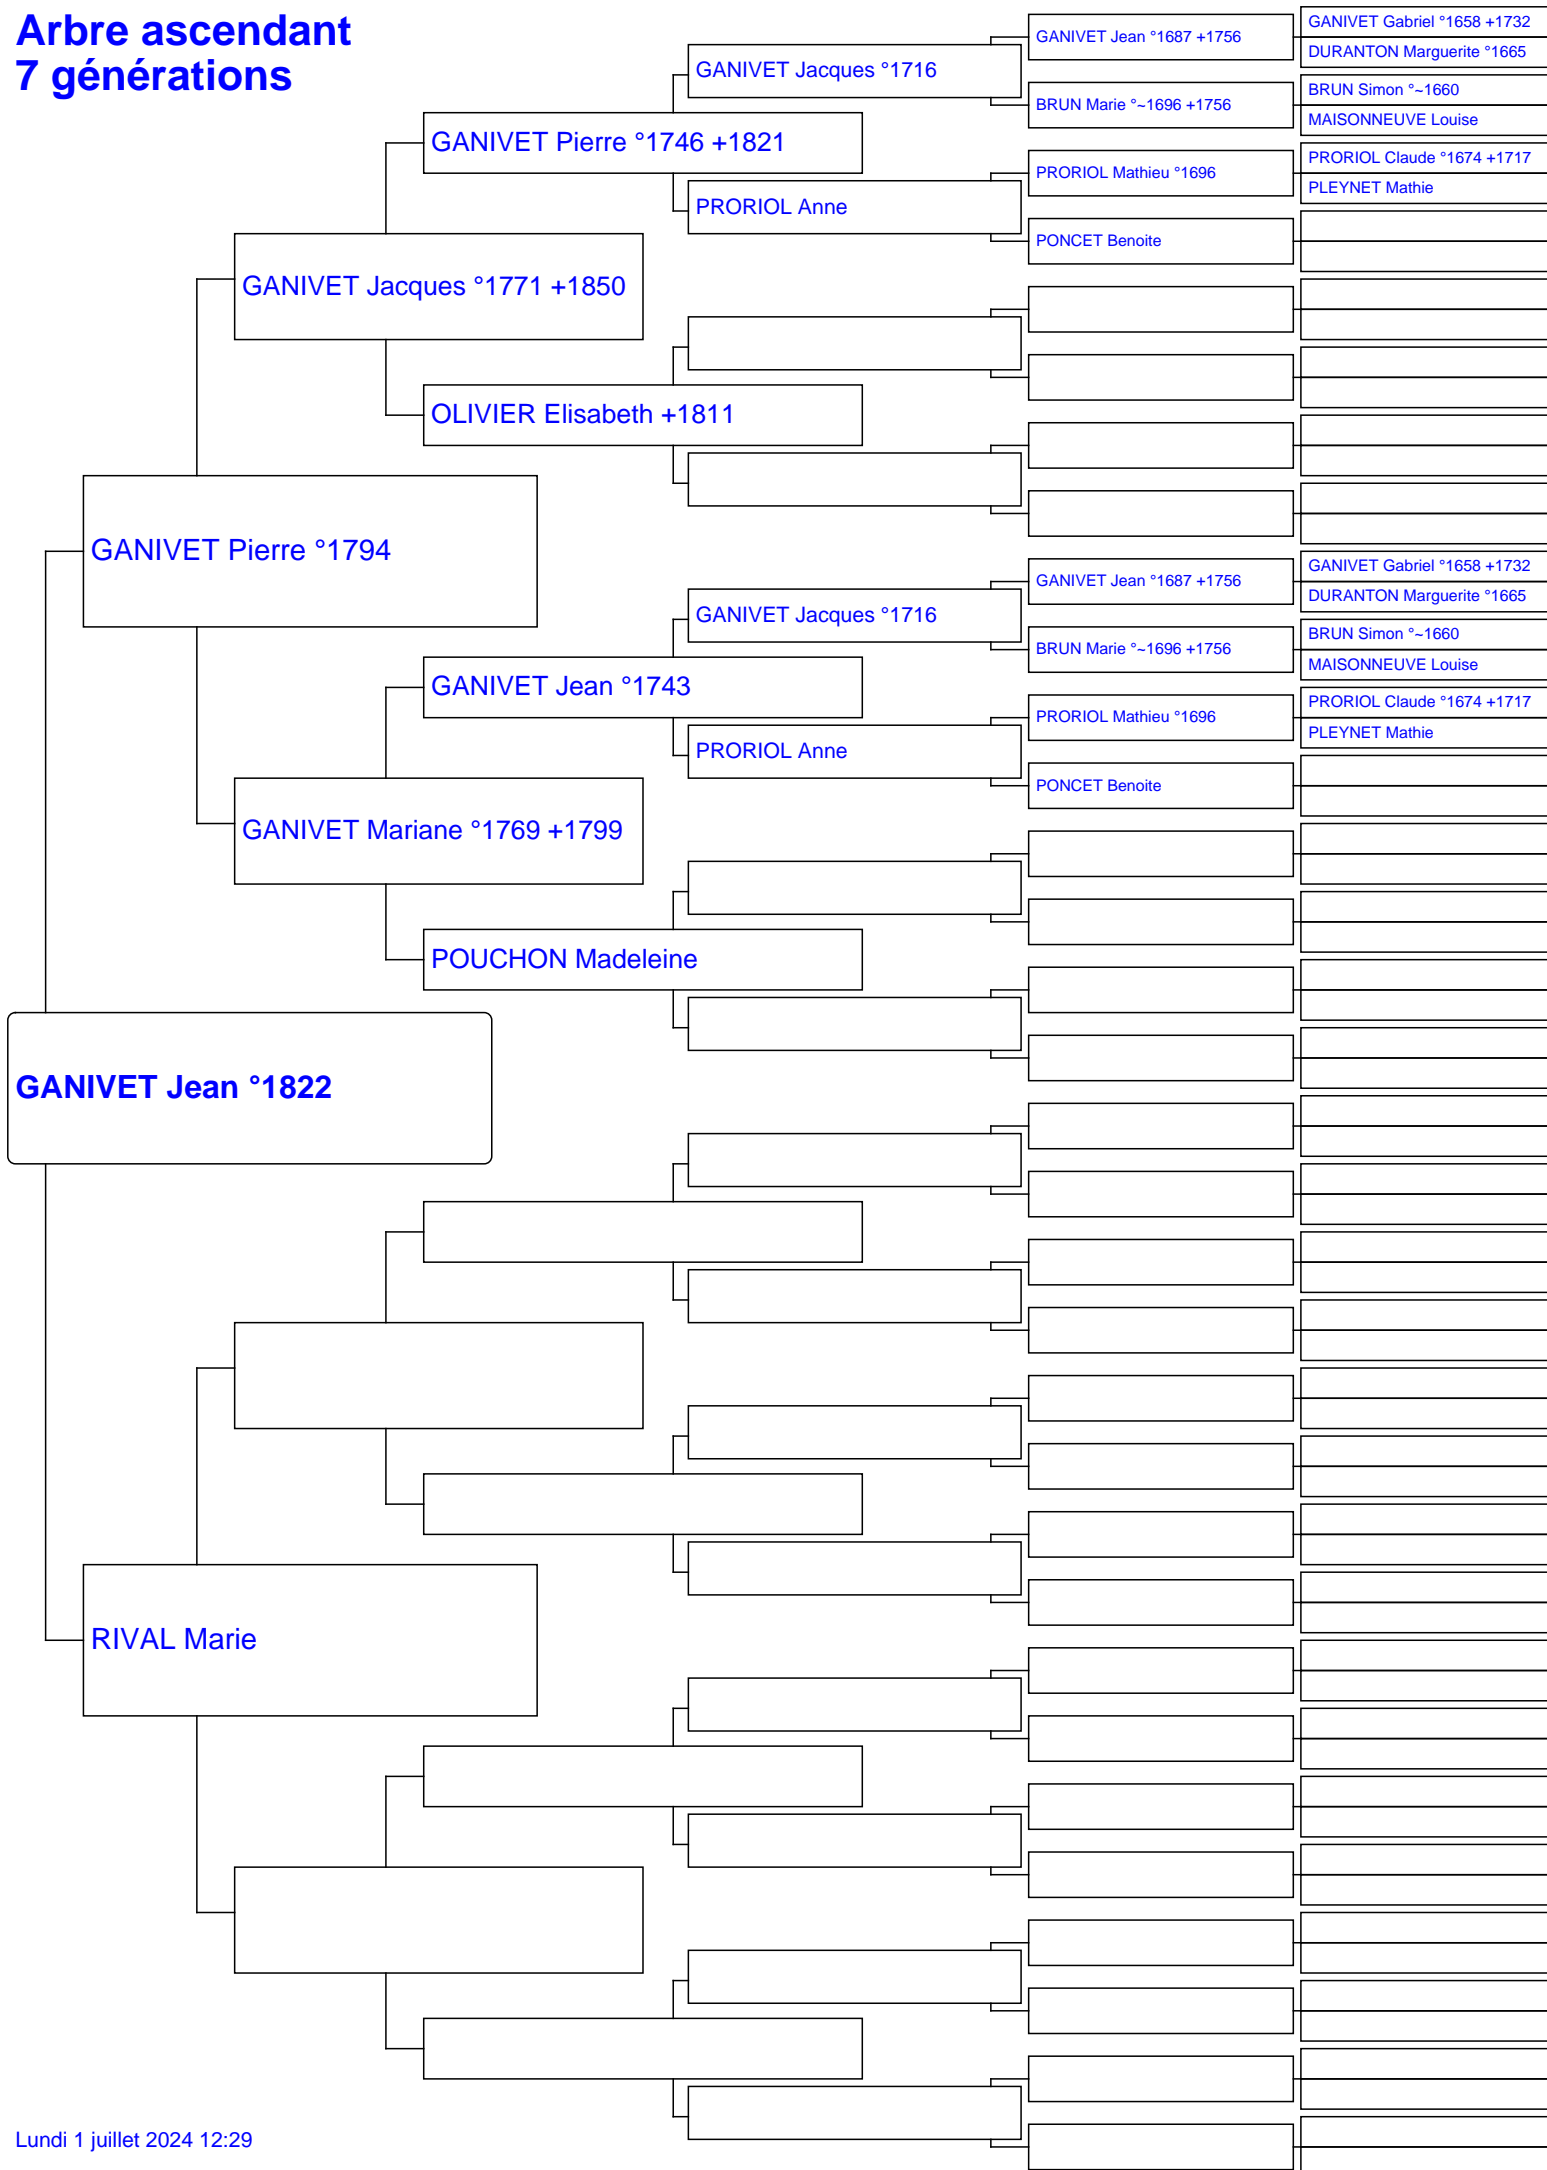 Arbre ascendant
7 générations
GANIVET Jean °1822
GANIVET Pierre °1794
RIVAL Marie
GANIVET Jacques °1771 +1850
GANIVET Mariane °1769 +1799
GANIVET Pierre °1746 +1821
OLIVIER Elisabeth +1811
GANIVET Jean °1743
POUCHON Madeleine
GANIVET Jacques °1716
PRORIOL Anne
GANIVET Jacques °1716
PRORIOL Anne
GANIVET Jean °1687 +1756
BRUN Marie °~1696 +1756
PRORIOL Mathieu °1696
PONCET Benoite
GANIVET Jean °1687 +1756
BRUN Marie °~1696 +1756
PRORIOL Mathieu °1696
PONCET Benoite
GANIVET Gabriel °1658 +1732
DURANTON Marguerite °1665
BRUN Simon °~1660
MAISONNEUVE Louise
PRORIOL Claude °1674 +1717
PLEYNET Mathie
GANIVET Gabriel °1658 +1732
DURANTON Marguerite °1665
BRUN Simon °~1660
MAISONNEUVE Louise
PRORIOL Claude °1674 +1717
PLEYNET Mathie
Lundi 1 juillet 2024 12:29